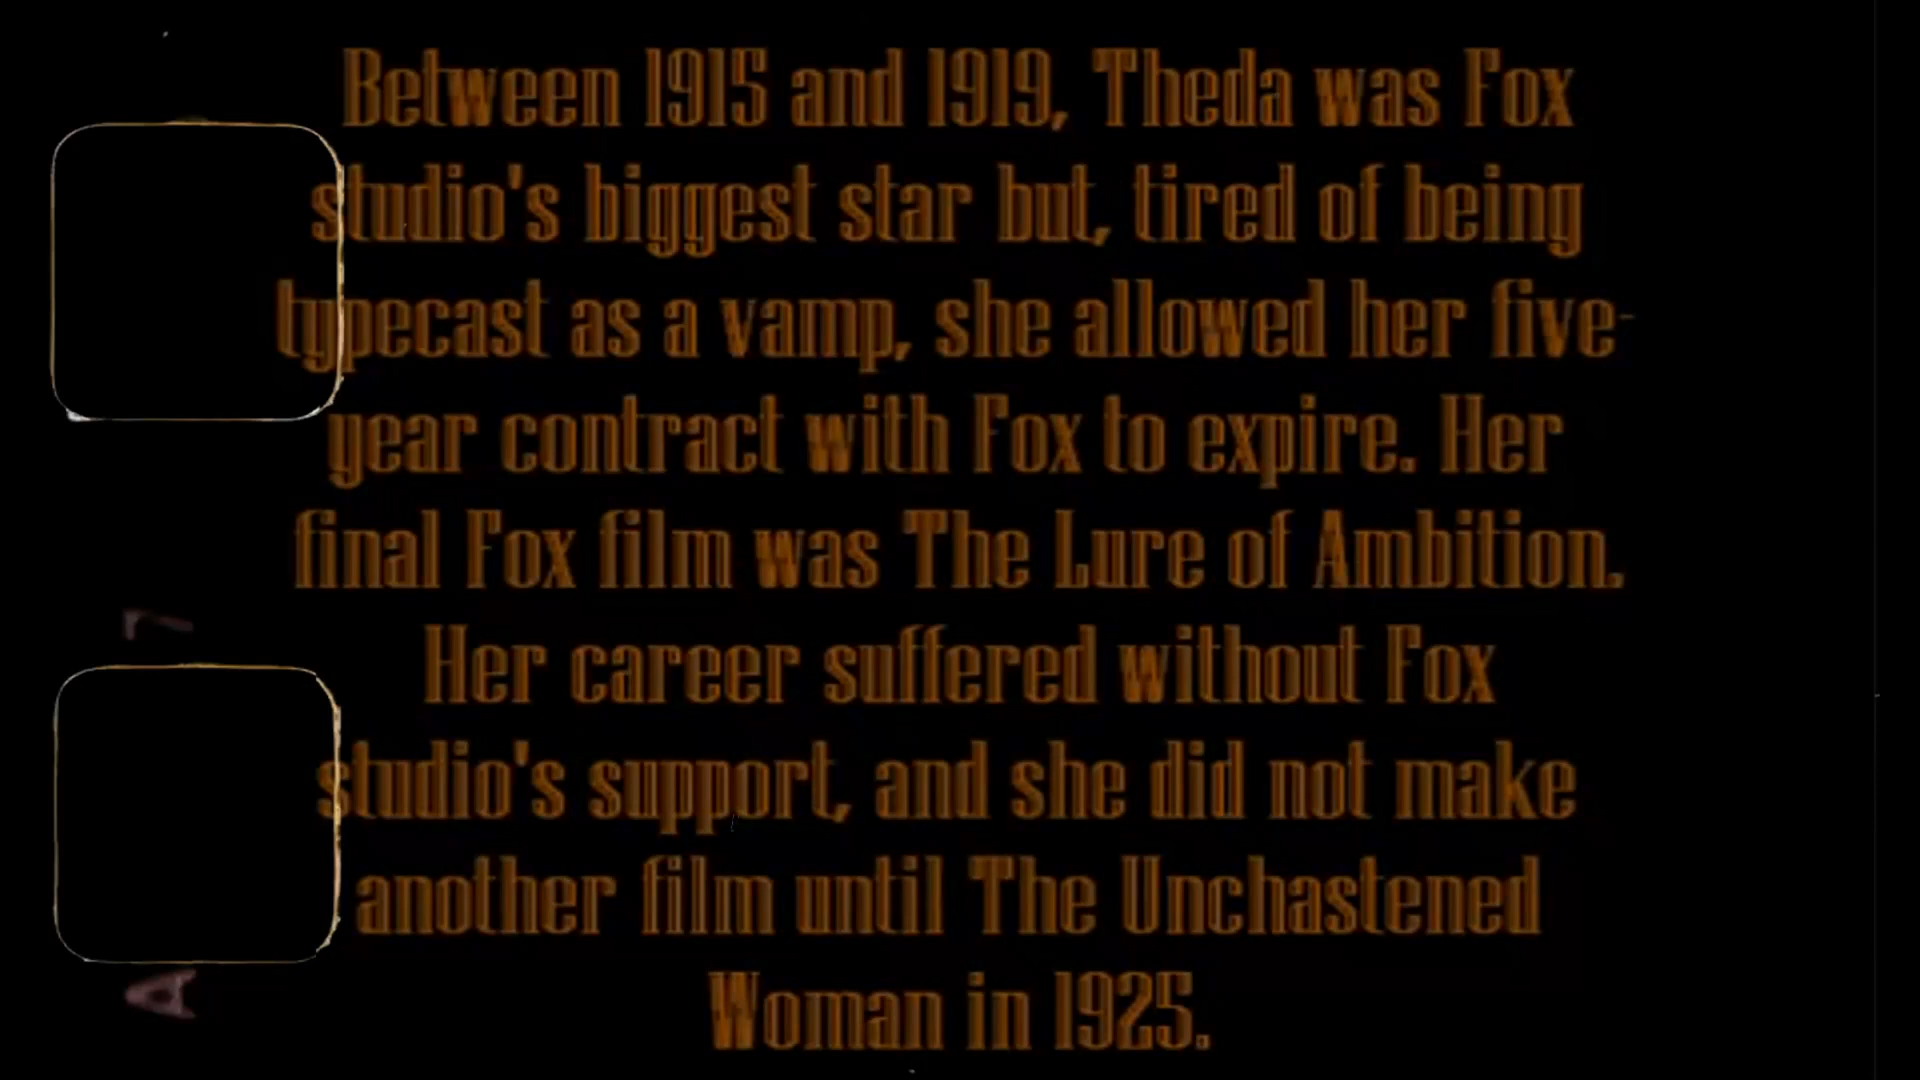 Between 1915 and 1919, Theda was Fox
studio's biggest star but, tired of being
typecast as a vamp, she allowed her five-
year contract with Fox to expire. Her
final Fox film was The Lure of Ambition.
Her career suffered without Fox
studio's support, and she did not make
another film until The Unchastened
Woman in 1925.
7
A